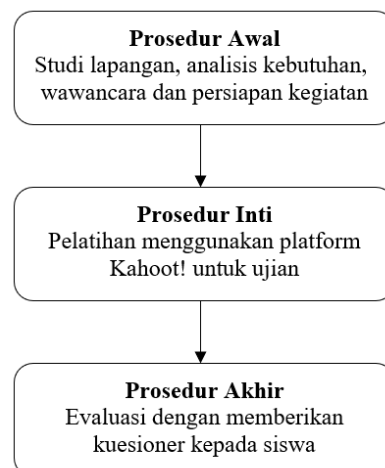 Prosedur Awal
Studi lapangan, analisis kebutuhan,
wawancara dan persiapan kegiatan
Prosedur Inti
Pelatihan menggunakan platform
Kahoot! untuk ujian
Prosedur Akhir
Evaluasi dengan memberikan
kuesioner kepada siswa